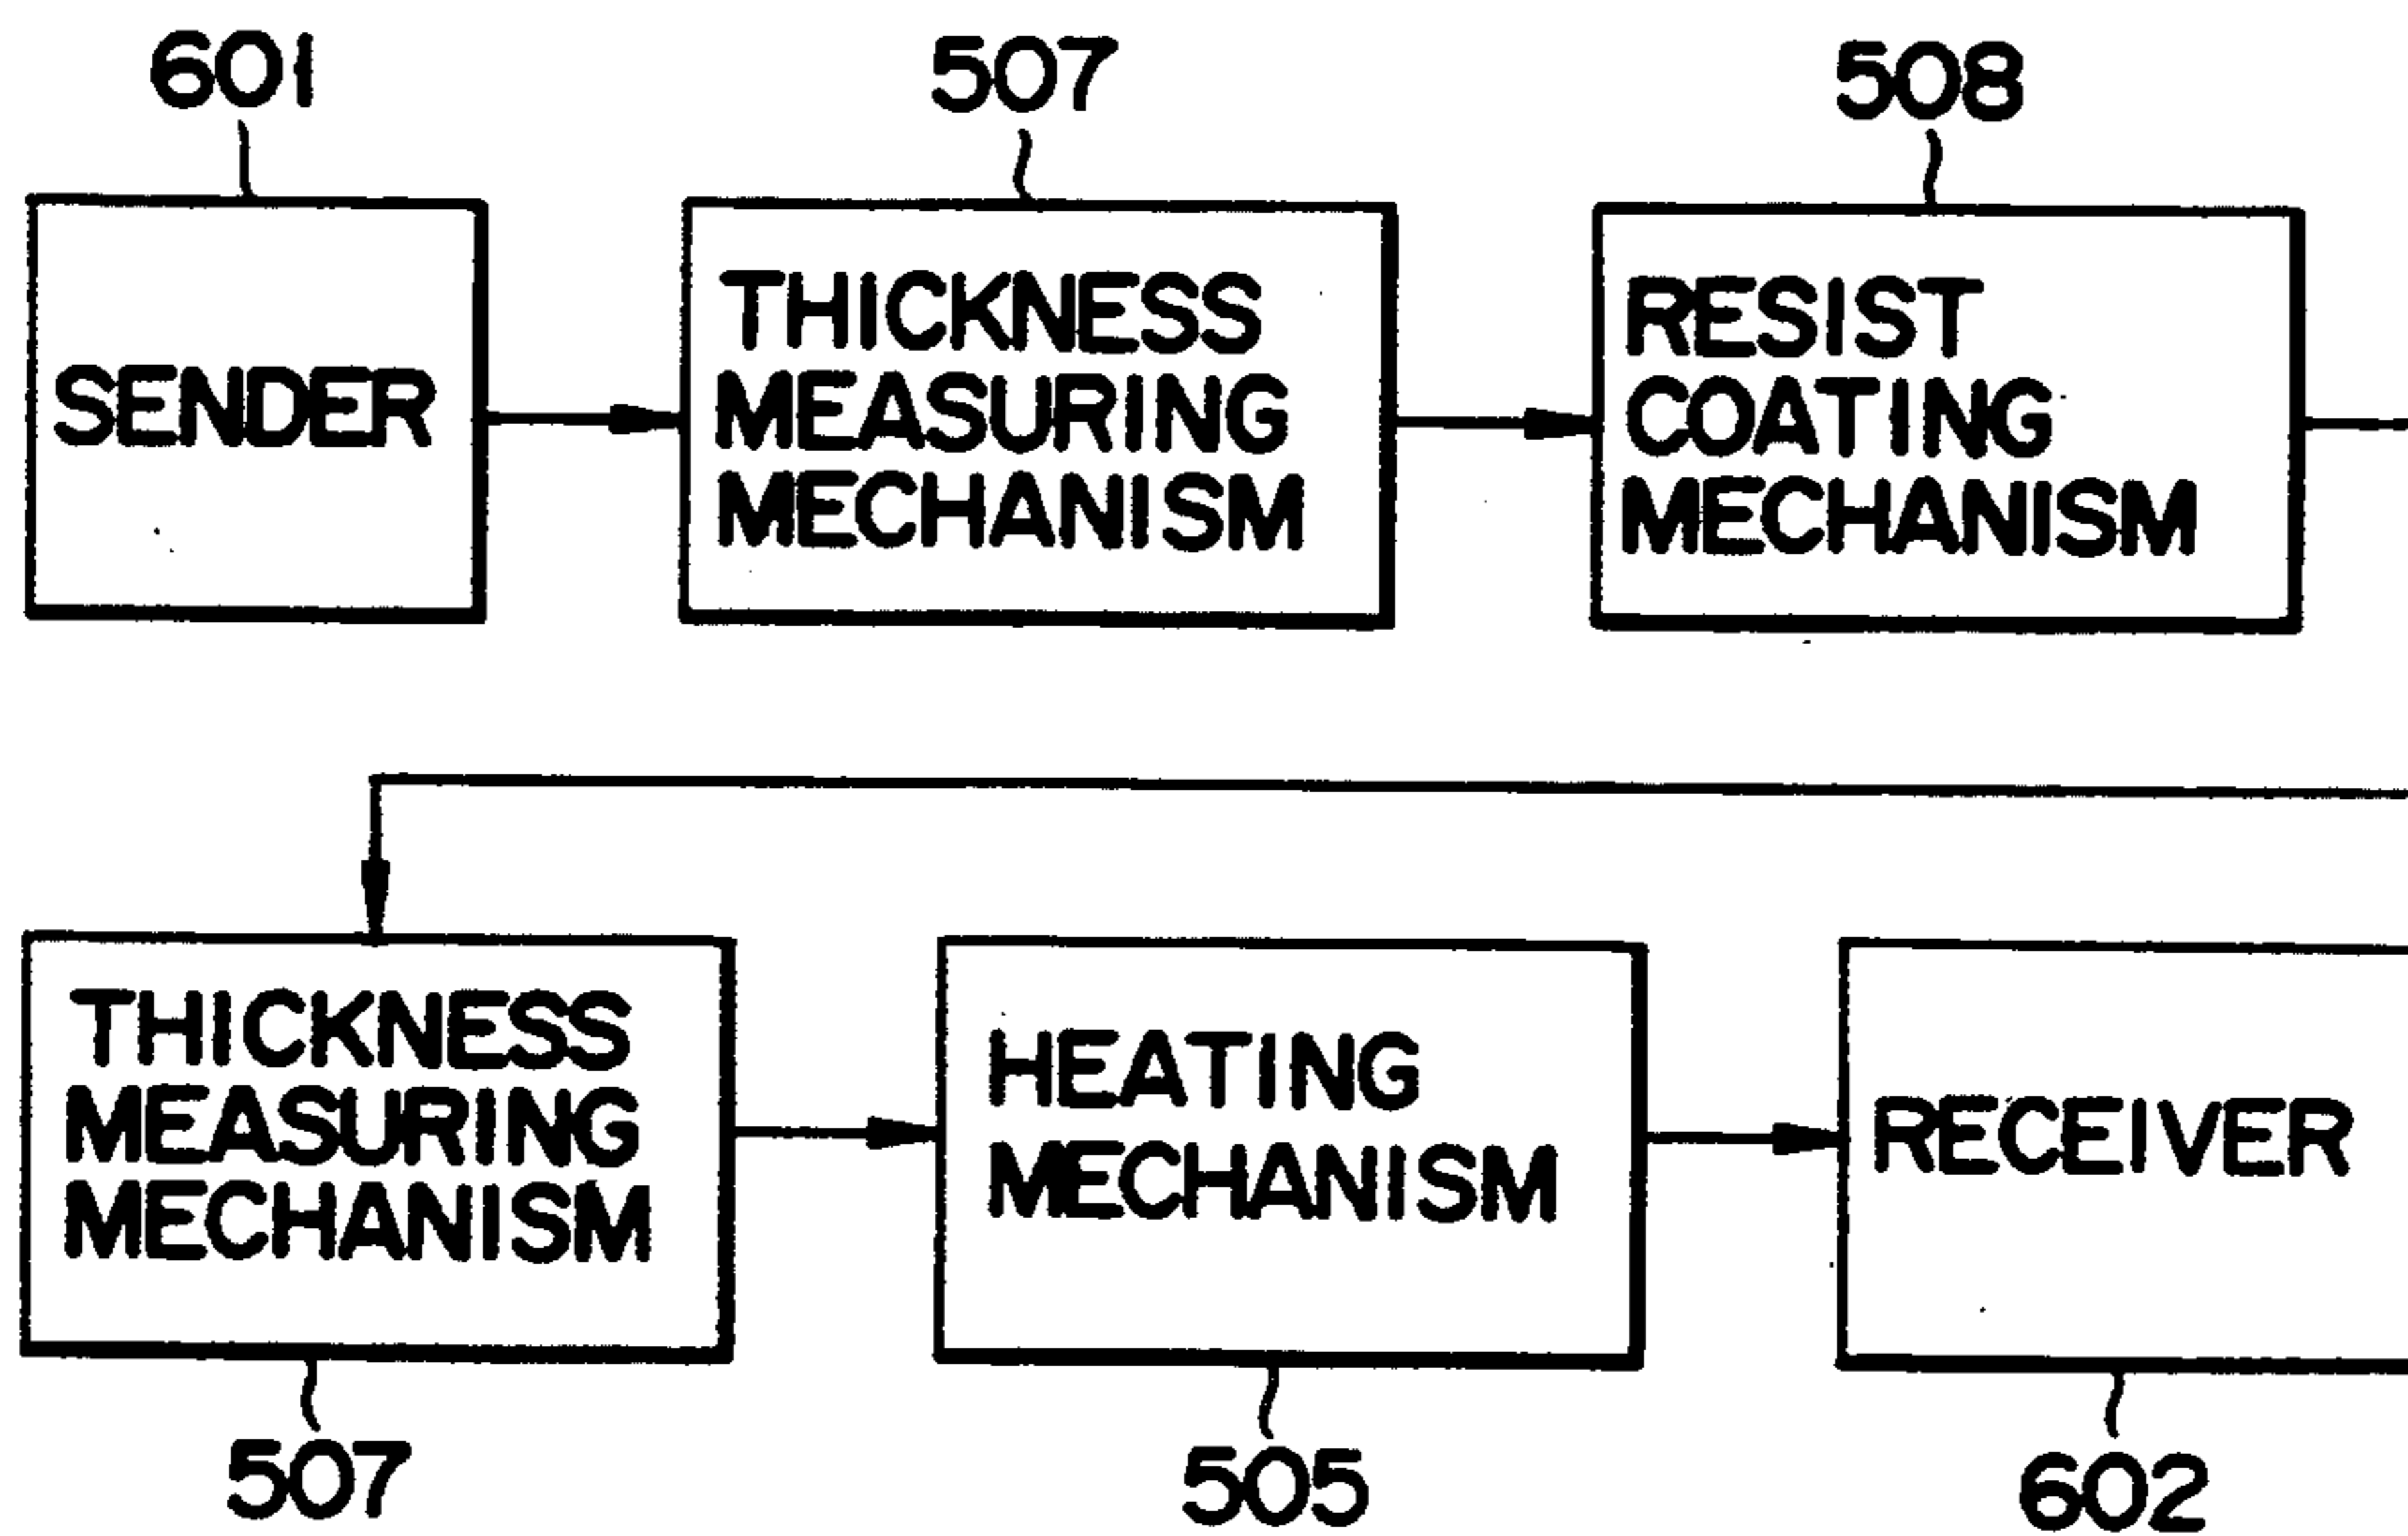 601
507
508
SENDER
THICKNESS
MEASURING
MECHANISM
RESIST
COATING
MECHANISM
THICKNESS
MEASURING
MECHANISM
HEATING
MECHANISM
RECEIVER
507
505
602